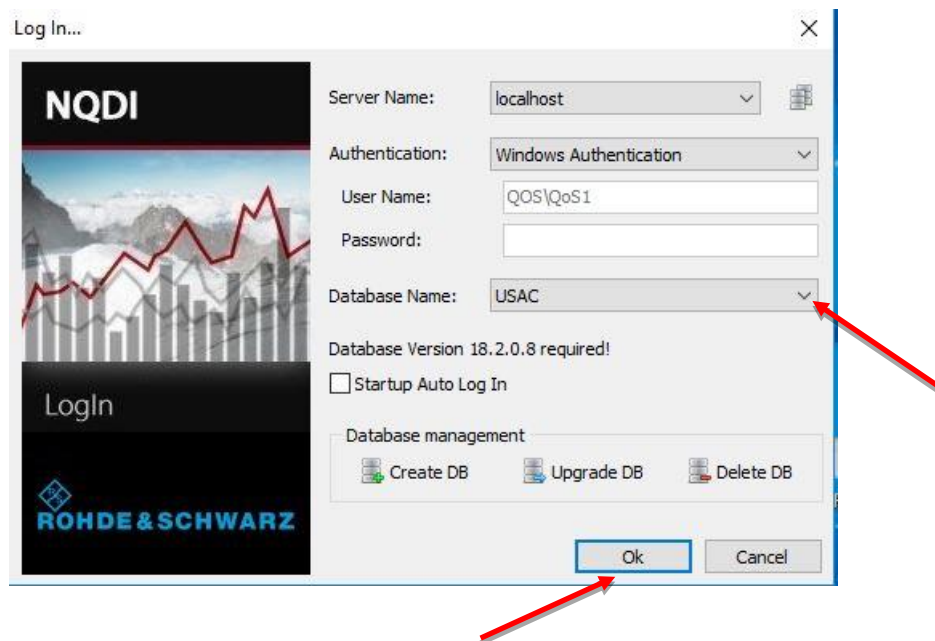 Log In...
NQDI
LogIn
ROHDE & SCHWARZ
Server Name: localhost
Authentication: Windows Authentication
User Name: QOS\QoS1
Password:
Database Name: USAC
Database Version 18.2.0.8 required!
Startup Auto Log In
Database management
Create DB Upgrade DB Delete DB
Ok Cancel